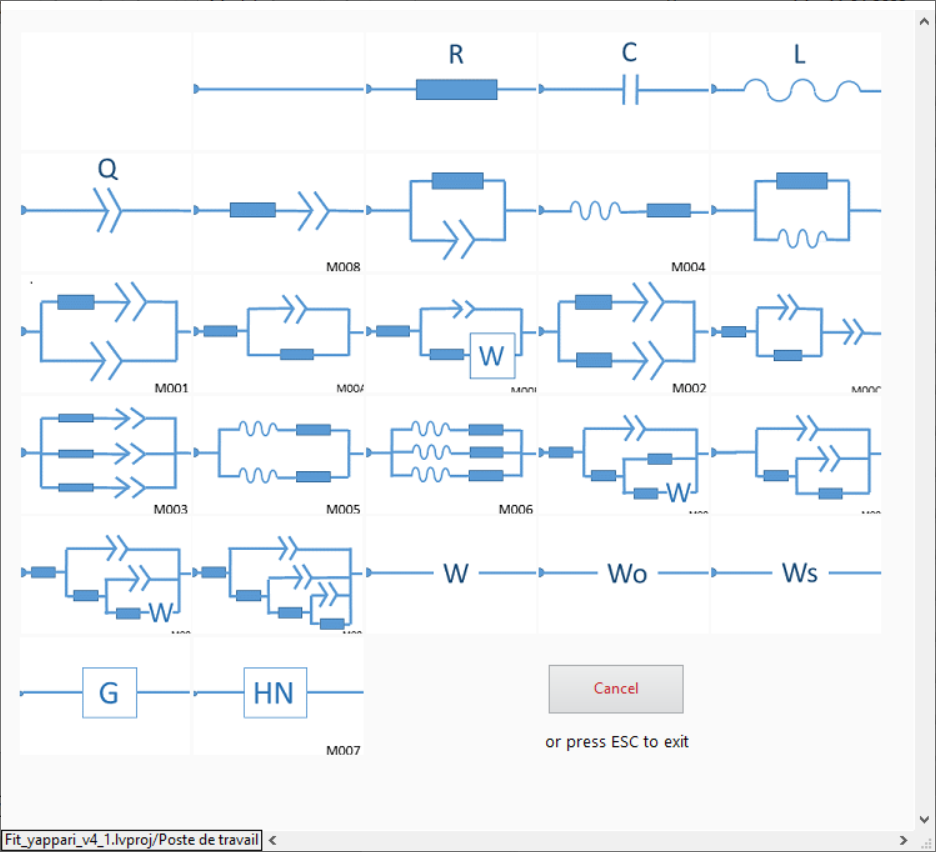 R
C
L
Q
M008
M004
W
M001
M002
W
M003
M005
M006
W
W
Wo
Ws
G
HN
M007
Cancel
or press ESC to exit
Fit_yappari_v4_1.lvproj/Poste de travail